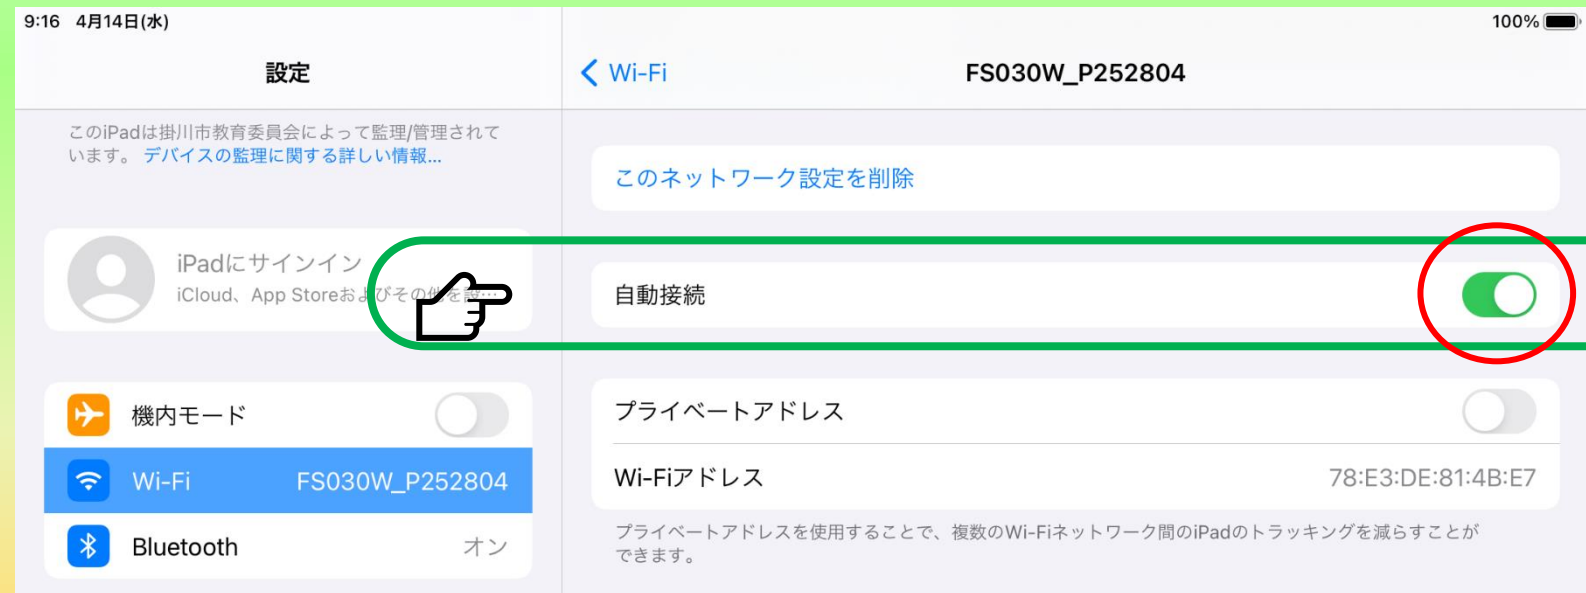 9:16 4月14日(水)
100%
設定
このiPadは掛川市教育委員会によって監理/管理されて
います。 デバイスの監理に関する詳しい情報...
iPadにサインイン
iCloud、App Storeおよびその他を設…
機内モード
Wi-Fi FS030W_P252804
Bluetooth オン
Wi-Fi FS030W_P252804
このネットワーク設定を削除
自動接続
プライベートアドレス
Wi-Fiアドレス 78:E3:DE:81:4B:E7
プライベートアドレスを使用することで、複数のWi-Fiネットワーク間のiPadのトラッキングを減らすことが
できます。